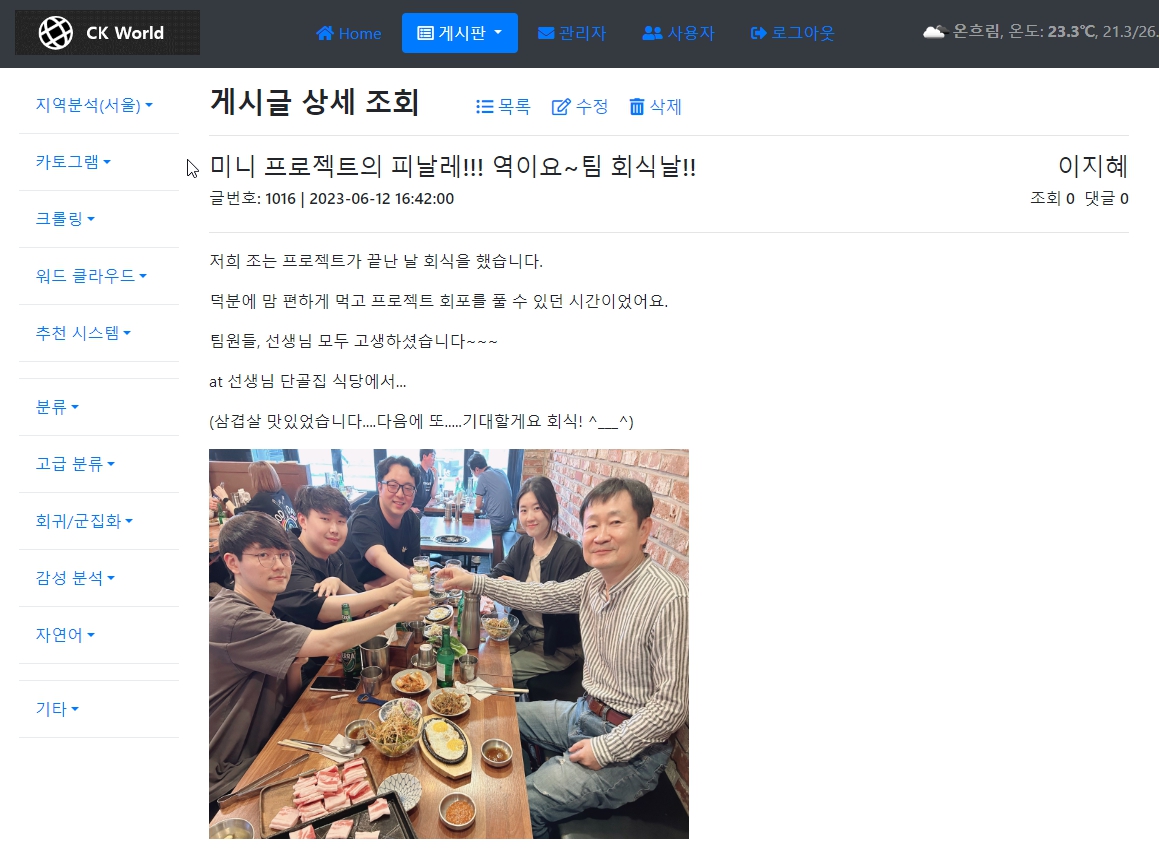 CK World
Home
게시판
관리자
사용자
로그아웃
온흐림, 온도: 23.3℃, 21.3/26.
지역분석(서울)
카토그램
크롤링
워드 클라우드
추천 시스템
분류
고급 분류
회귀/군집화
감성 분석
자연어
기타
게시글 상세 조회
목록
수정
삭제
미니 프로젝트의 피날레!!! 역이요~팀 회식날!!
이지혜
글번호: 1016 | 2023-06-12 16:42:00
조회 0 댓글 0
저희 조는 프로젝트가 끝난 날 회식을 했습니다.
덕분에 맘 편하게 먹고 프로젝트 회포를 풀 수 있던 시간이었어요.
팀원들, 선생님 모두 고생하셨습니다~~~
at 선생님 단골집 식당에서...
(삼겹살 맛있었습니다....다음에 또.....기대할게요 회식! ^___^)